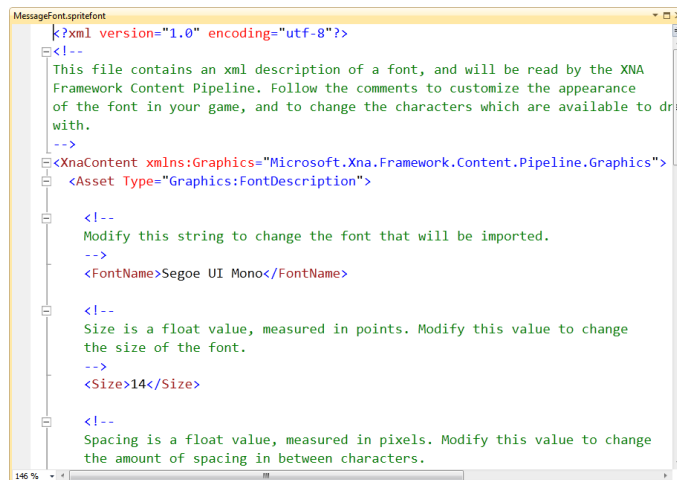 MessageFont.spritefont
<?xml version="1.0" encoding="utf-8"?>
<!--
This file contains an xml description of a font, and will be read by the XNA
Framework Content Pipeline. Follow the comments to customize the appearance
of the font in your game, and to change the characters which are available to
with.
-->
<XnaContent xmlns:Graphics="Microsoft.Xna.Framework.Content.Pipeline.Graphics">
<Asset Type="Graphics:FontDescription">
<!--
Modify this string to change the font that will be imported.
-->
<FontName>Segoe UI Mono</FontName>
<!--
Size is a float value, measured in points. Modify this value to change
the size of the font.
-->
<Size>14</Size>
<!--
Spacing is a float value, measured in pixels. Modify this value to change
the amount of spacing in between characters.
146 %